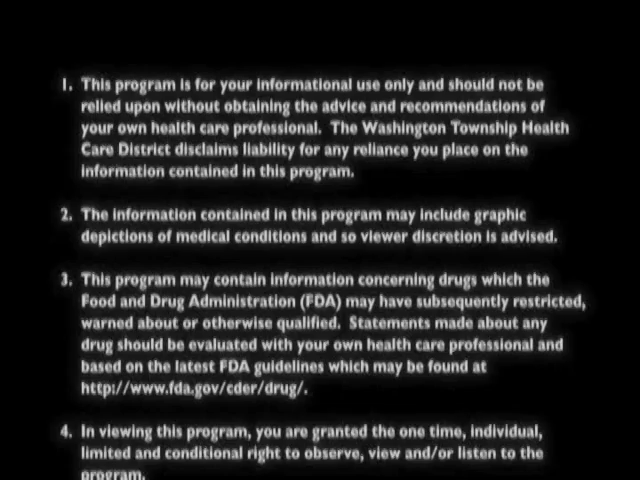 1. This program is for your informational use only and should not be
relied upon without obtaining the advice and recommendations of
your own health care professional. The Washington Township Health
Care District disclaims liability for any reliance you place on the
information contained in this program.
2. The information contained in this program may include graphic
depictions of medical conditions and so viewer discretion is advised.
3. This program may contain information concerning drugs which the
Food and Drug Administration (FDA) may have subsequently restricted,
warned about or otherwise qualified. Statements made about any
drug should be evaluated with your own health care professional and
based on the latest FDA guidelines which may be found at
http://www.fda.gov/cder/drug/.
4. In viewing this program, you are granted the one time, individual,
limited and conditional right to observe, view and/or listen to the
program.